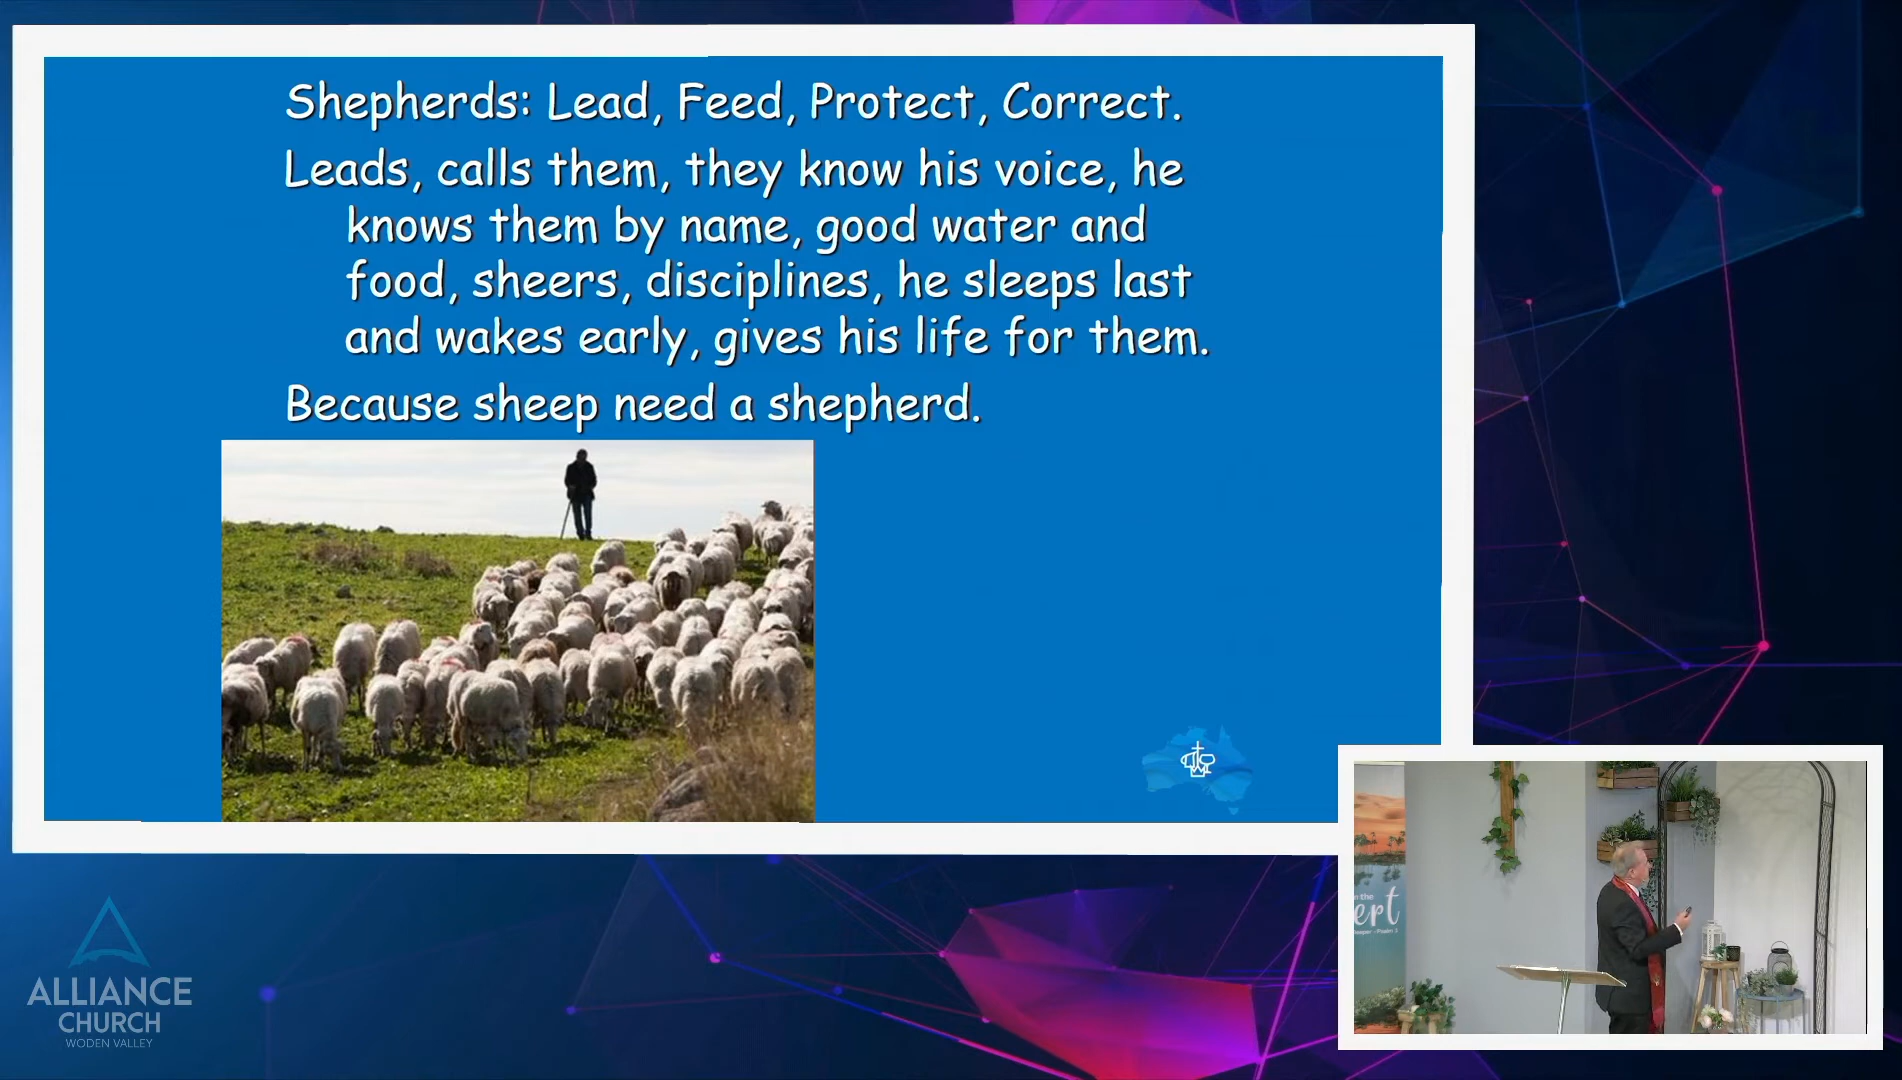 Shepherds: Lead, Feed, Protect, Correct.
Leads, calls them, they know his voice, he
knows them by name, good water and
food, sheers, disciplines, he sleeps last
and wakes early, gives his life for them.
Because sheep need a shepherd.
ALLIANCE
CHURCH
WODEN VALLEY
the
ert